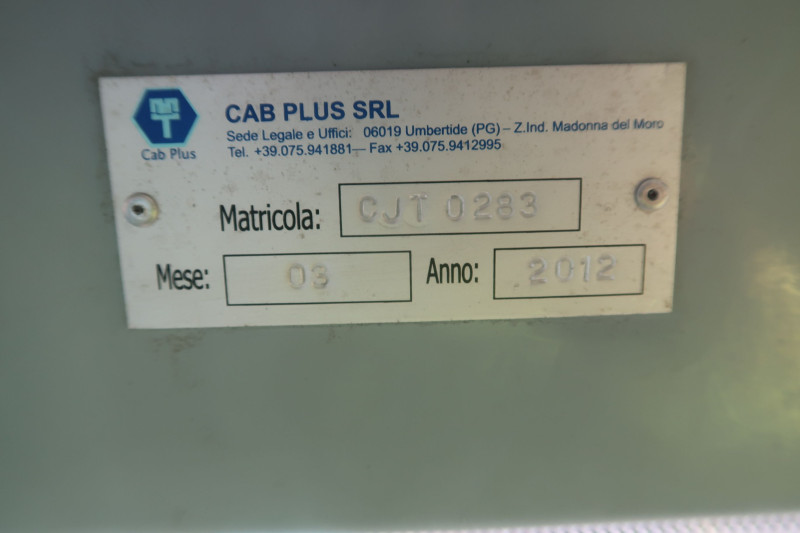 CAB PLUS SRL
Sede Legale e Uffici: 06019 Umbertide (PG) – Z.Ind. Madonna del Moro
Tel. +39.075.941881— Fax +39.075.9412995
Cab Plus
Matricola: CJT 0283
Mese: 03 Anno: 2012